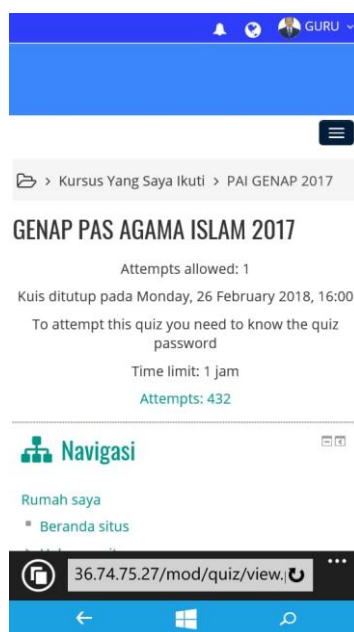 GURU
Kursus Yang Saya Ikuti > PAI GENAP 2017
GENAP PAS AGAMA ISLAM 2017
Attempts allowed: 1
Kuis ditutup pada Monday, 26 February 2018, 16:00
To attempt this quiz you need to know the quiz
password
Time limit: 1 jam
Attempts: 432
Navigasi
Rumah saya
Beranda situs
36.74.75.27/mod/quiz/view.